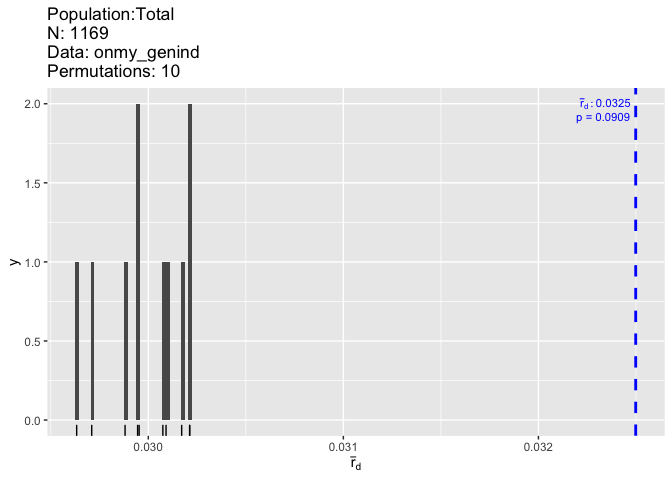 Population:Total
N: 1169
Data: onmy_genind
Permutations: 10
2.0
r̄d: 0.0325
p = 0.0909
1.5
y
1.0
0.5
0.0
0.030
0.031
0.032
r̄d